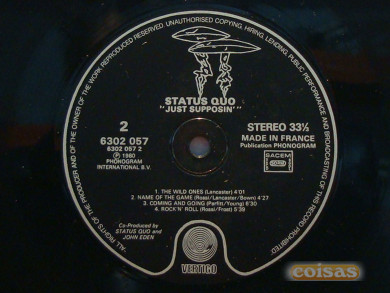 ALL RIGHTS OF THE PRODUCER AND OF THE OWNER OF THE WORK REPRODUCED RESERVED. UNAUTHORISED COPYING, HIRING, LENDING, PUBLIC PERFORMANCE AND BROADCASTING OF THIS RECORD PROHIBITED
STATUS QUO
"JUST SUPPOSIN'"
2
6302 057
6302 057 2
℗ 1980
PHONOGRAM
INTERNATIONAL B.V.
STEREO 33⅓
MADE IN FRANCE
Publication PHONOGRAM
SACEM
1. THE WILD ONES (Lancaster) 4'01
2. NAME OF THE GAME (Rossi/Lancaster/Bown) 4'27
3. COMING AND GOING (Parfitt/Young) 6'30
4. ROCK'N' ROLL (Rossi/Frost) 5'39
Co-Produced by
STATUS QUO and
JOHN EDEN
VERTIGO
coisas